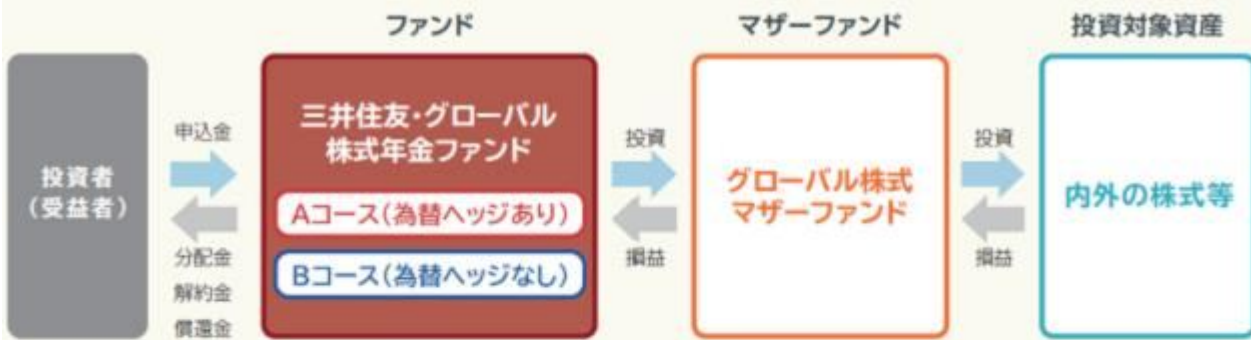 ファンド
マザーファンド
投資対象資産
投資者
(受益者)
申込金
分配金
解約金
償還金
三井住友・グローバル
株式年金ファンド
Aコース(為替ヘッジあり)
Bコース(為替ヘッジなし)
投資
損益
グローバル株式
マザーファンド
投資
損益
内外の株式等